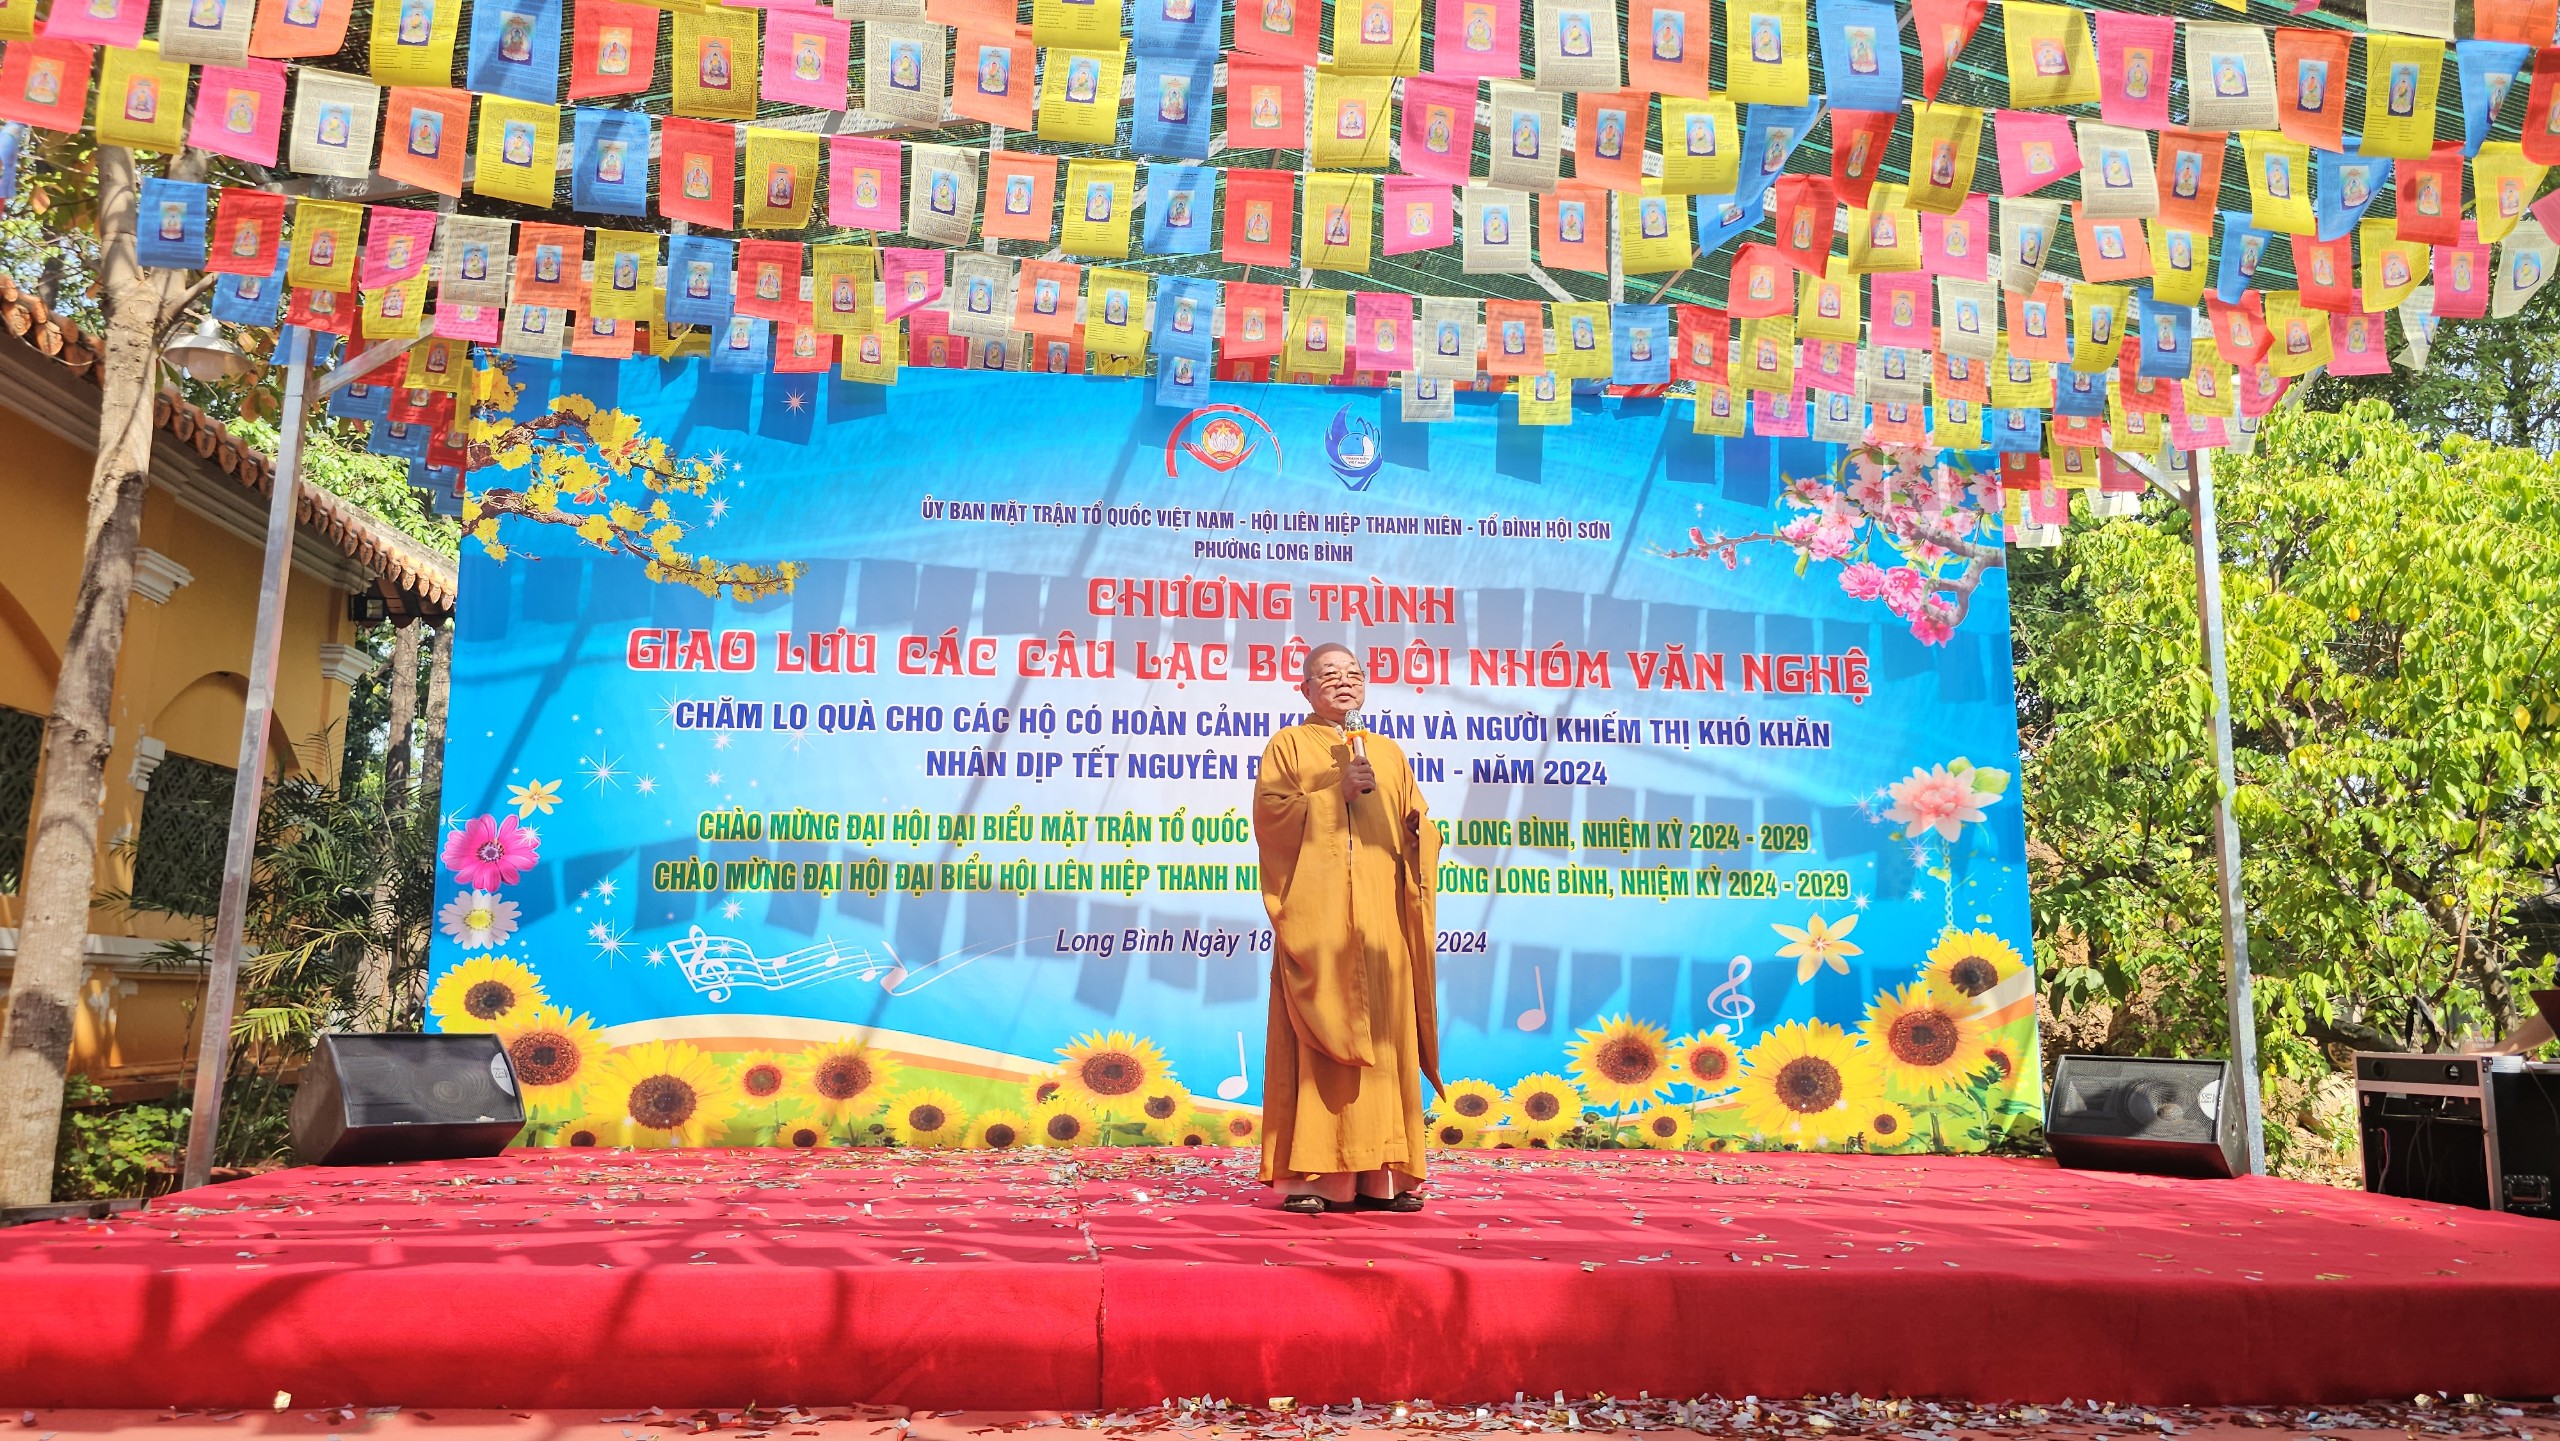 ỦY BAN MẶT TRẬN TỔ QUỐC VIỆT NAM - HỘI LIÊN HIỆP THANH NIÊN - TỔ ĐÌNH HỘI SƠN
PHƯỜNG LONG BÌNH
CHƯƠNG TRÌNH
GIAO LƯU CÁC CÂU LẠC BỘ ĐỘI NHÓM VĂN NGHỆ
CHĂM LO QUÀ CHO CÁC HỘ CÓ HOÀN CẢNH VÀ NGƯỜI KHIẾM THỊ KHÓ KHĂN
NHÂN DỊP TẾT NGUYÊN - NĂM 2024
CHÀO MỪNG ĐẠI HỘI ĐẠI BIỂU MẶT TRẬN TỔ QUỐC LONG BÌNH, NHIỆM KỲ 2024 - 2029
CHÀO MỪNG ĐẠI HỘI ĐẠI BIỂU HỘI LIÊN HIỆP THANH LONG BÌNH, NHIỆM KỲ 2024 - 2029
Long Bình Ngày 18 2024